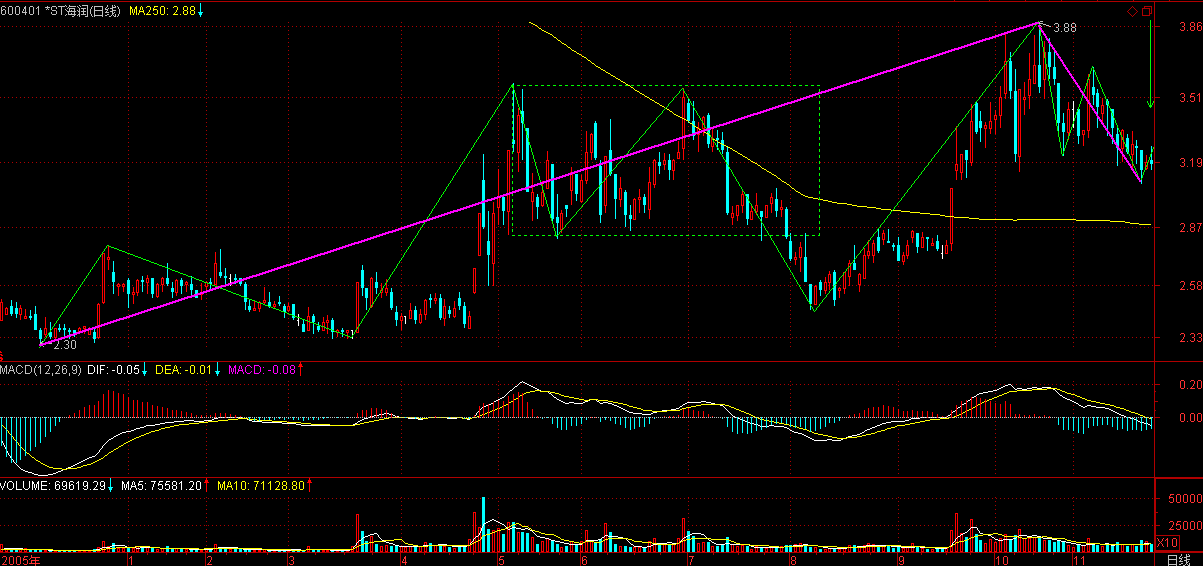 600401 *ST海润(日线) MA250: 2.88↓
3.86
3.88
3.51
3.19
2.87
2.58
2.33
2.30
MACD(12,26,9) DIF: -0.05↓ DEA: -0.01↓ MACD: -0.08↑
0.20
0.00
VOLUME: 69619.29↓ MA5: 75581.20↑ MA10: 71128.80↑
50000
25000
X10
2005年 1 2 3 4 5 6 7 8 9 10 11 日线